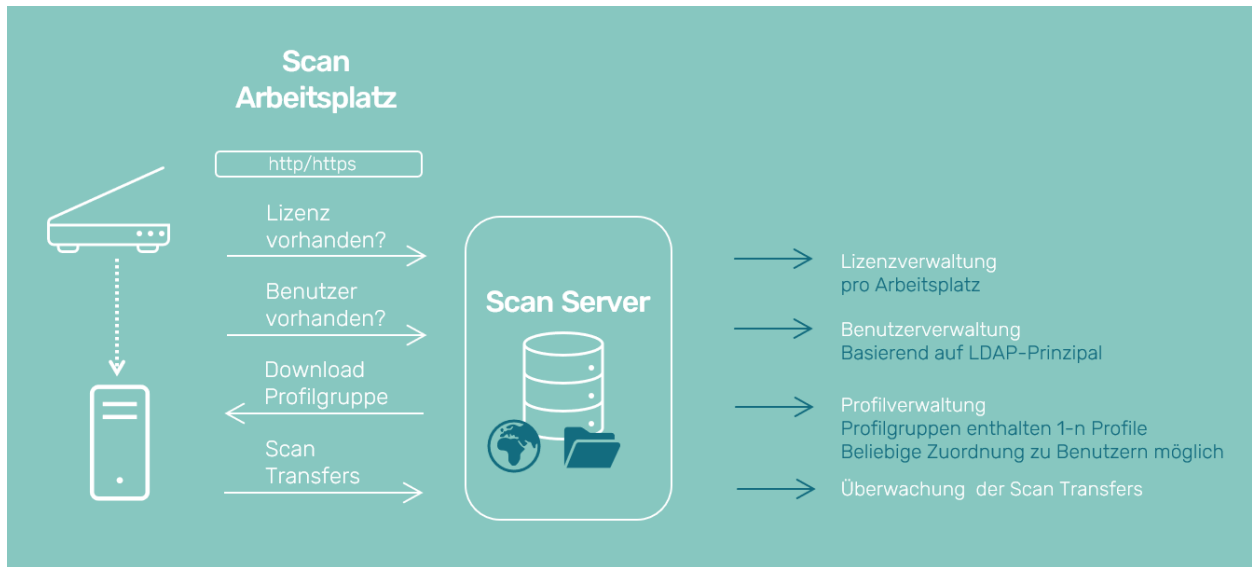 Scan
Arbeitsplatz
http/https
Lizenz
vorhanden?
Benutzer
vorhanden?
Download
Profilgruppe
Scan
Transfers
Scan Server
Lizenzverwaltung
pro Arbeitsplatz
Benutzerverwaltung
Basierend auf LDAP-Prinzipal
Profilverwaltung
Profilgruppen enthalten 1-n Profile
Beliebige Zuordnung zu Benutzern möglich
Überwachung der Scan Transfers